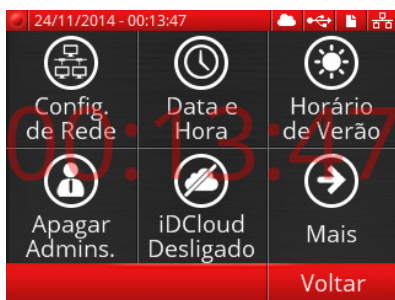 24/11/2014 - 00:13:47
Config.
de Rede
Data e
Hora
Horário
de Verão
00:13:47
Apagar
Admins.
iDCloud
Desligado
Mais
Voltar